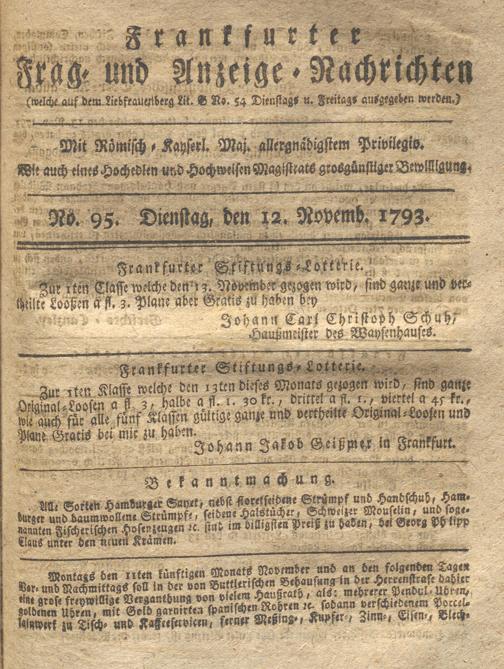 Frankfurter
Frag- und Anzeige-Nachrichten
(welche auf dem Liebfrauenberg Lit. G No. 54 Dienstags u. Freitags ausgegeben werden.)
Mit Römisch-Kayserl. Maj. allergnädigstem Privilegio.
Wie auch eines Hochedlen und Hochweisen Magistrats grosgünstiger Bewilligung.
No. 95. Dienstag, den 12. Novemb. 1793.
Frankfurter Stiftungs-Lotterie.
Zur 1ten Classe welche den 13. November gezogen wird, sind ganze und ver-
theilte Looßen a fl. 3. Plane aber Gratis zu haben bey
Johann Carl Christoph Schuh,
Haußmeister des Waysenhauses.
Frankfurter Stiftungs-Lotterie.
Zur 1sten Klasse welche den 13ten dieses Monats gezogen wird, sind ganze
Original-Loosen a fl. 3, halbe a fl. 1. 30 kr., drittel a fl. 1., viertel a 45 kr.,
wie auch für alle fünf Klassen gültige ganze und vertheilte Original-Loosen und
Plane Gratis bei mir zu haben.
Johann Jakob Geißmer in Frankfurt.
Bekanntmachung.
Alle Sorten Hamburger Sayet, nebst floretseidene Strümpf und Handschuh, Ham-
burger und baumwollene Strümpfe, seidene Halstücher, Schweizer Mouselin, und soge-
nannten Fischerischen Hosenzeugen ꝛc. sind im billigsten Preiß zu haben, bei Georg Philipp
Claus unter den neuen Krämen.
Montags den 11ten künftigen Monats November und an den folgenden Tagen
Vor- und Nachmittags soll in der von Buttlerischen Behausung in der Herrenstrase dahier
eine grose freywillige Verganthung von vielem Haußrath, als: mehrerer Pendul-Uhren,
goldenen Uhren, mit Gold garnirten spanischen Rohren ꝛc. sodann verschiedenem Porcel-
lainwerk zu Tisch- und Kaffeservicen, ferner Meßing-, Kupfer-, Zinn-, Eisen-, Blech-